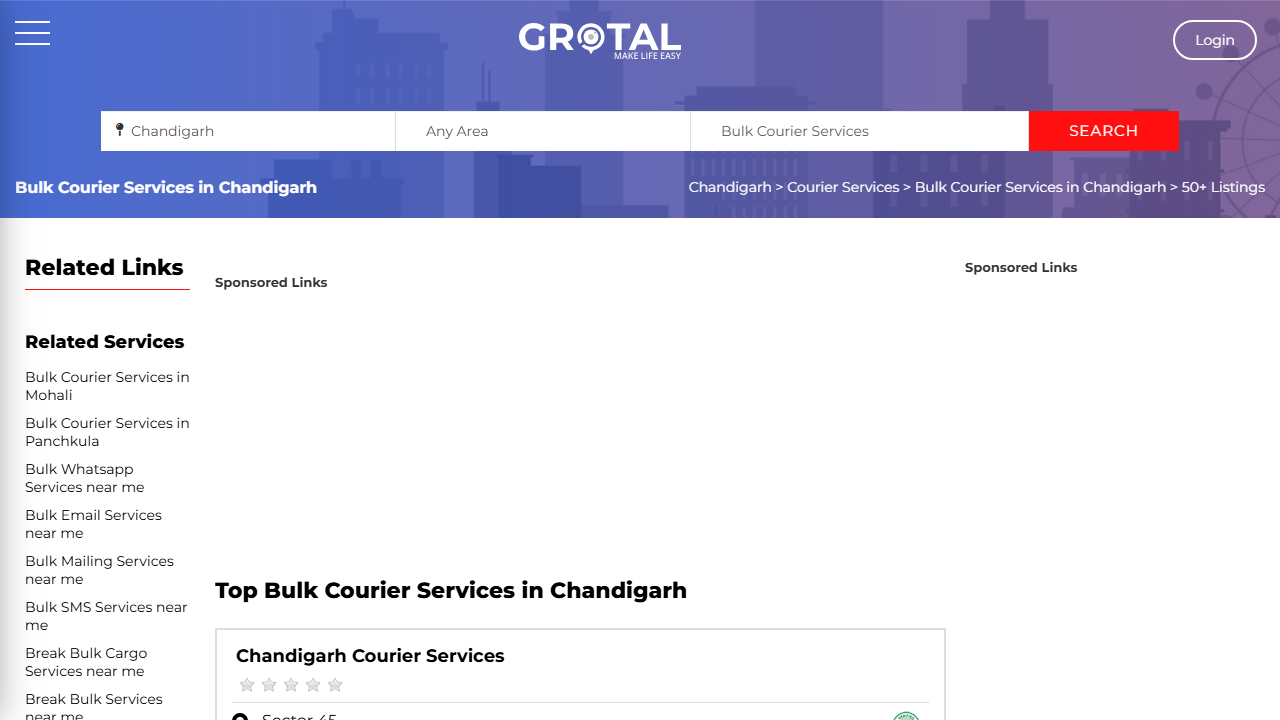 GROTAL
MAKE LIFE EASY
Login
Chandigarh
Any Area
Bulk Courier Services
SEARCH
Bulk Courier Services in Chandigarh
Chandigarh > Courier Services > Bulk Courier Services in Chandigarh > 50+ Listings
Related Links
Sponsored Links
Sponsored Links
Related Services
Bulk Courier Services in
Mohali
Bulk Courier Services in
Panchkula
Bulk Whatsapp
Services near me
Bulk Email Services
near me
Bulk Mailing Services
near me
Bulk SMS Services near
me
Break Bulk Cargo
Services near me
Break Bulk Services
near me
Top Bulk Courier Services in Chandigarh
Chandigarh Courier Services
Sector 45